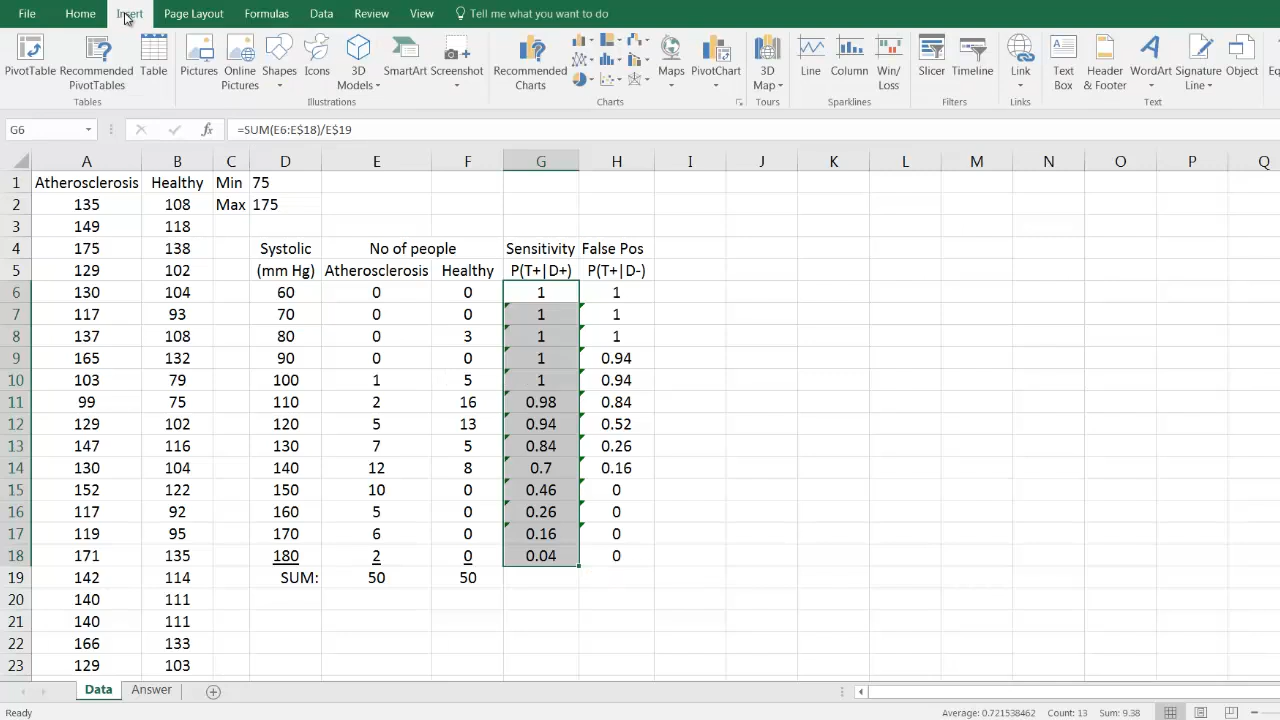 File Home Insert Page Layout Formulas Data Review View Tell me what you want to do
PivotTable Recommended PivotTables Table Pictures Online Pictures Shapes Icons 3D Models SmartArt Screenshot Recommended Charts Maps PivotChart 3D Map Line Column Win/Loss Slicer Timeline Link Text Box Header & Footer WordArt Signature Line Object
Tables Illustrations Charts Tours Sparklines Filters Links Text
G6 fx =SUM(E6:E$18)/E$19
A B C D E F G H I J K L M N O P Q
1 Atherosclerosis Healthy Min 75
2 135 108 Max 175
3 149 118
4 175 138 Systolic No of people Sensitivity False Pos
5 129 102 (mm Hg) Atherosclerosis Healthy P(T+|D+) P(T+|D-)
6 130 104 60 0 0 1 1
7 117 93 70 0 0 1 1
8 137 108 80 0 3 1 1
9 165 132 90 0 0 1 0.94
10 103 79 100 1 5 1 0.94
11 99 75 110 2 16 0.98 0.84
12 129 102 120 5 13 0.94 0.52
13 147 116 130 7 5 0.84 0.26
14 130 104 140 12 8 0.7 0.16
15 152 122 150 10 0 0.46 0
16 117 92 160 5 0 0.26 0
17 119 95 170 6 0 0.16 0
18 171 135 180 2 0 0.04 0
19 142 114 SUM: 50 50
20 140 111
21 140 111
22 166 133
23 129 103
Data Answer
Ready Average: 0.721538462 Count: 13 Sum: 9.38